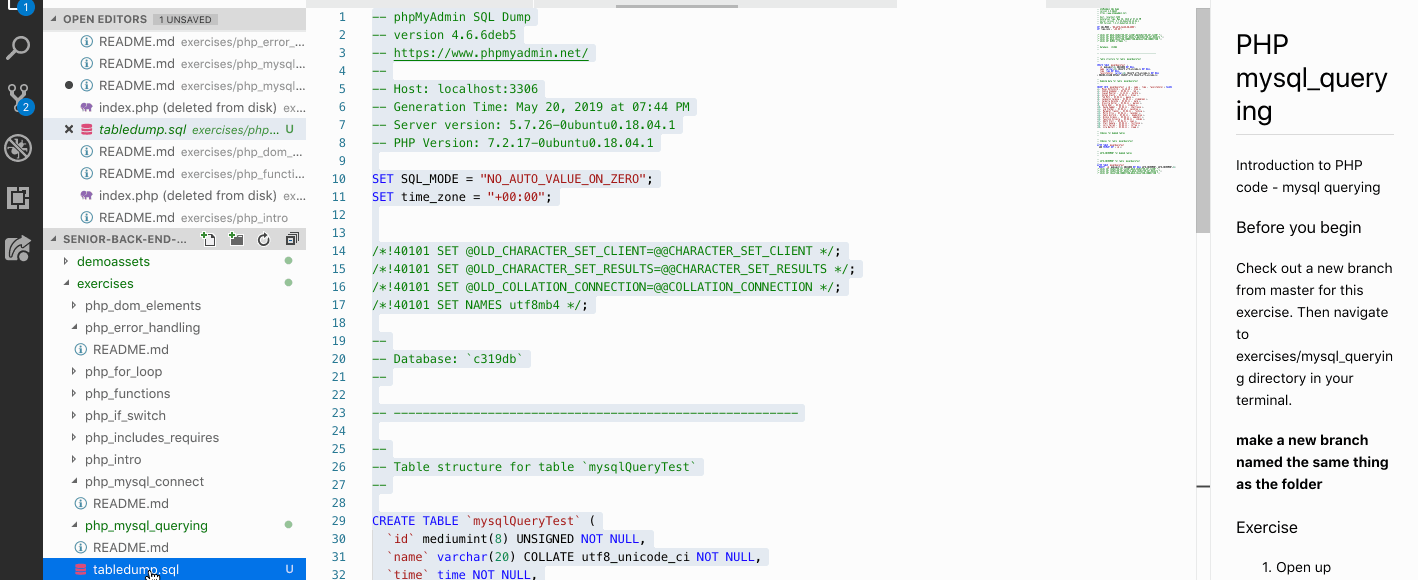 1
2
OPEN EDITORS 1 UNSAVED
README.md exercises/php_error_...
README.md exercises/php_mysql...
README.md exercises/php_mysql...
index.php (deleted from disk) ex...
tabledump.sql exercises/php... U
README.md exercises/php_dom_...
README.md exercises/php_functi...
index.php (deleted from disk) ex...
README.md exercises/php_intro
SENIOR-BACK-END-...
demoassets
exercises
php_dom_elements
php_error_handling
README.md
php_for_loop
php_functions
php_if_switch
php_includes_requires
php_intro
php_mysql_connect
README.md
php_mysql_querying
README.md
tabledump.sql U
1 -- phpMyAdmin SQL Dump
2 -- version 4.6.6deb5
3 -- https://www.phpmyadmin.net/
4 --
5 -- Host: localhost:3306
6 -- Generation Time: May 20, 2019 at 07:44 PM
7 -- Server version: 5.7.26-0ubuntu0.18.04.1
8 -- PHP Version: 7.2.17-0ubuntu0.18.04.1
9
10 SET SQL_MODE = "NO_AUTO_VALUE_ON_ZERO";
11 SET time_zone = "+00:00";
12
13
14 /*!40101 SET @OLD_CHARACTER_SET_CLIENT=@@CHARACTER_SET_CLIENT */;
15 /*!40101 SET @OLD_CHARACTER_SET_RESULTS=@@CHARACTER_SET_RESULTS */;
16 /*!40101 SET @OLD_COLLATION_CONNECTION=@@COLLATION_CONNECTION */;
17 /*!40101 SET NAMES utf8mb4 */;
18
19 --
20 -- Database: `c319db`
21 --
22
23 -- --------------------------------------------------------
24
25 --
26 -- Table structure for table `mysqlQueryTest`
27 --
28
29 CREATE TABLE `mysqlQueryTest` (
30 `id` mediumint(8) UNSIGNED NOT NULL,
31 `name` varchar(20) COLLATE utf8_unicode_ci NOT NULL,
32 `time` time NOT NULL,
PHP
mysql_query
ing
Introduction to PHP
code - mysql querying
Before you begin
Check out a new branch
from master for this
exercise. Then navigate
to
exercises/mysql_queryin
g directory in your
terminal.
make a new branch
named the same thing
as the folder
Exercise
1. Open up